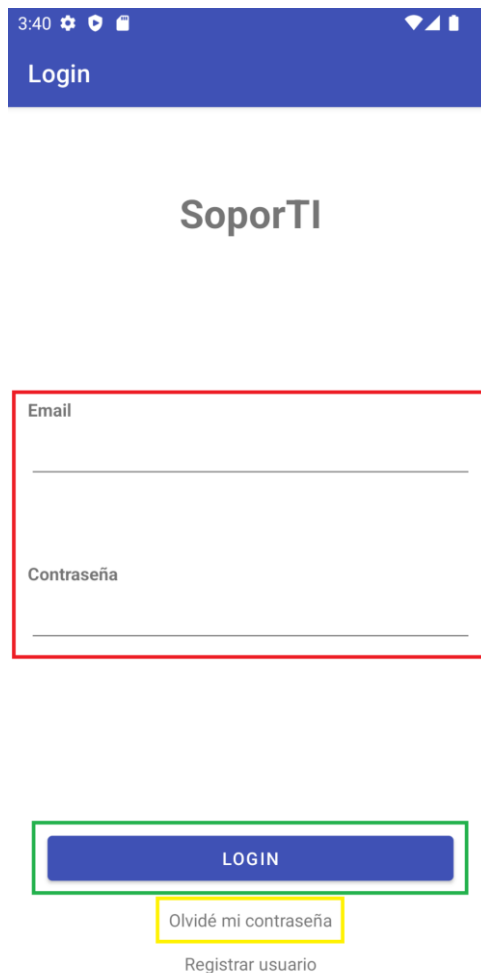 3:40
Login
SoporTI
Email
Contraseña
LOGIN
Olvidé mi contraseña
Registrar usuario